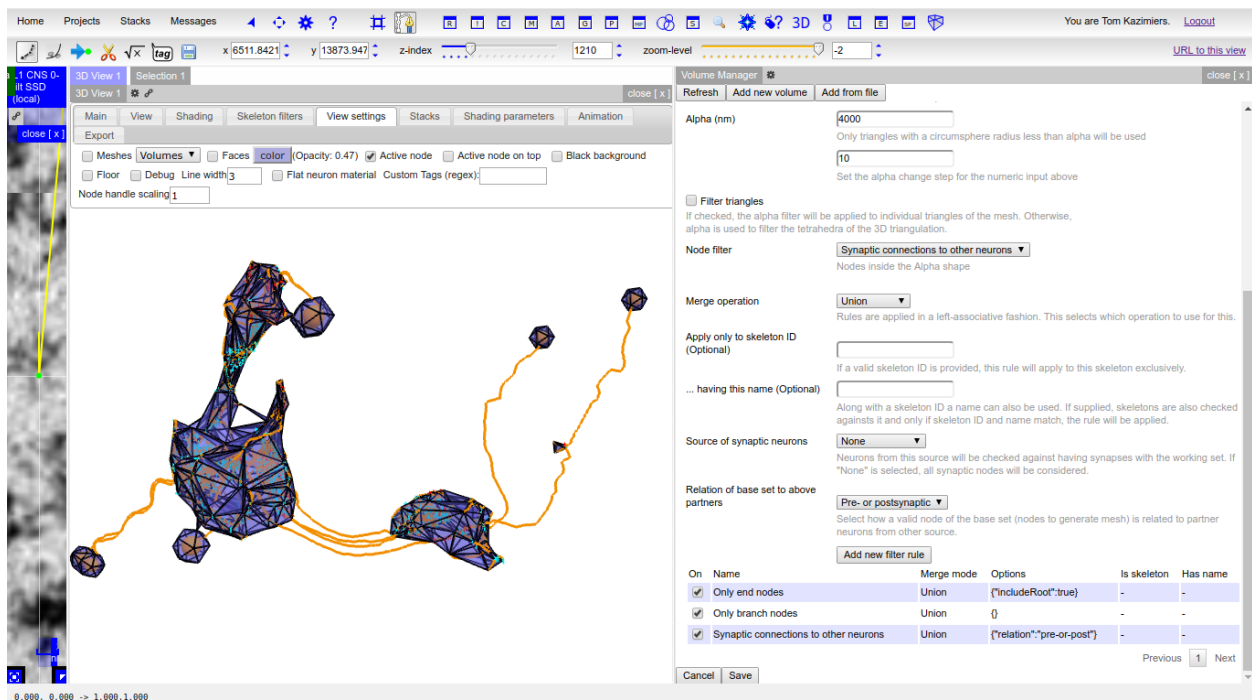 Home Projects Stacks Messages ? R ! C M A G P MF S ? 3D L E SP You are Tom Kazimiers. Logout
√x tag x 6511.8421 y 13873.947 z-index 1210 zoom-level -2 URL to this view
.1 CNS 0-
ilt SSD
(local)
close [ x ]
3D View 1 Selection 1
3D View 1 close [ x ]
Main View Shading Skeleton filters View settings Stacks Shading parameters Animation
Export
Meshes Volumes ▼ Faces color (Opacity: 0.47) Active node Active node on top Black background
Floor Debug Line width 3 Flat neuron material Custom Tags (regex):
Node handle scaling 1
Volume Manager close [ x ]
Refresh Add new volume Add from file
Alpha (nm) 4000
Only triangles with a circumsphere radius less than alpha will be used
10
Set the alpha change step for the numeric input above
Filter triangles
If checked, the alpha filter will be applied to individual triangles of the mesh. Otherwise,
alpha is used to filter the tetrahedra of the 3D triangulation.
Node filter Synaptic connections to other neurons ▼
Nodes inside the Alpha shape
Merge operation Union ▼
Rules are applied in a left-associative fashion. This selects which operation to use for this.
Apply only to skeleton ID
(Optional)
If a valid skeleton ID is provided, this rule will apply to this skeleton exclusively.
... having this name (Optional)
Along with a skeleton ID a name can also be used. If supplied, skeletons are also checked
againsts it and only if skeleton ID and name match, the rule will be applied.
Source of synaptic neurons None ▼
Neurons from this source will be checked against having synapses with the working set. If
"None" is selected, all synaptic nodes will be considered.
Relation of base set to above
partners Pre- or postsynaptic ▼
Select how a valid node of the base set (nodes to generate mesh) is related to partner
neurons from other source.
Add new filter rule
On Name Merge mode Options Is skeleton Has name
Only end nodes Union {"includeRoot":true} - -
Only branch nodes Union {} - -
Synaptic connections to other neurons Union {"relation":"pre-or-post"} - -
Previous 1 Next
Cancel Save
0.000, 0.000 -> 1.000,1.000